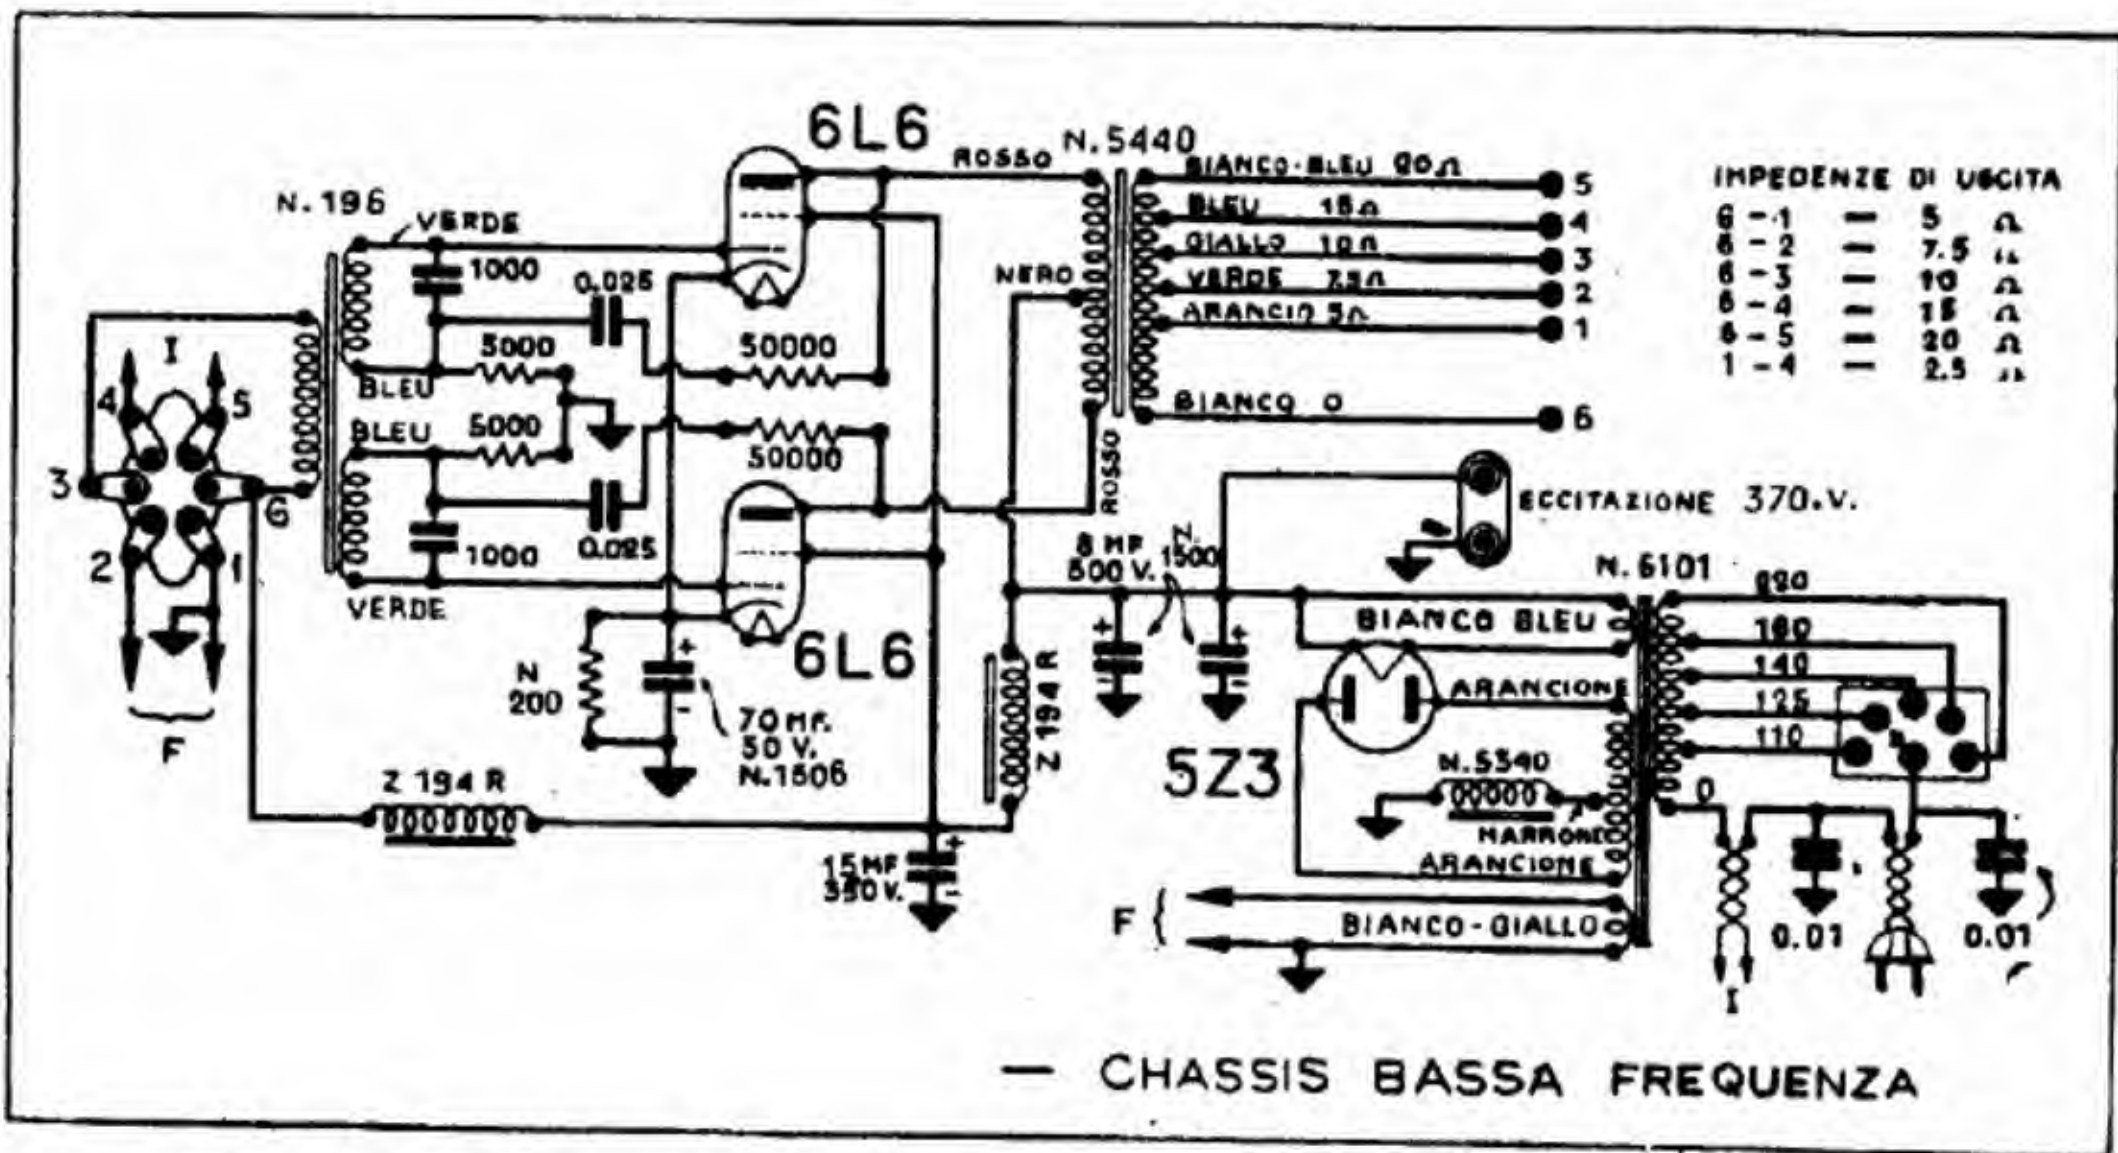 6L6
N.5440
ROSSO
N.196
VERDE
1000
0.025
BIANCO-BLEU 20Ω
5
BLEU 15Ω
4
GIALLO 10Ω
3
VERDE 7.5Ω
2
ARANCIO 5Ω
1
BIANCO 0
6
IMPEDENZE DI USCITA
6 - 1 — 5 Ω
6 - 2 — 7.5 "
6 - 3 — 10 Ω
6 - 4 — 15 Ω
6 - 5 — 20 Ω
1 - 4 — 2.5 "
NERO
I
4
5
3
6
2
1
F
BLEU
5000
50000
BLEU
5000
50000
1000
0.025
VERDE
ROSSO
ECCITAZIONE 370.V.
8 MF
500 V.
N.
1500
6L6
N
200
+
-
70 MF.
50 V.
N.1506
Z 194 R
Z 194 R
15 MF
350 V.
+
-
+
-
+
-
N.6101
BIANCO BLEU
ARANCIONE
5Z3
N.5340
MARRONE
ARANCIONE
F
BIANCO-GIALLO
220
160
140
125
110
0
0.01
0.01
I
— CHASSIS BASSA FREQUENZA